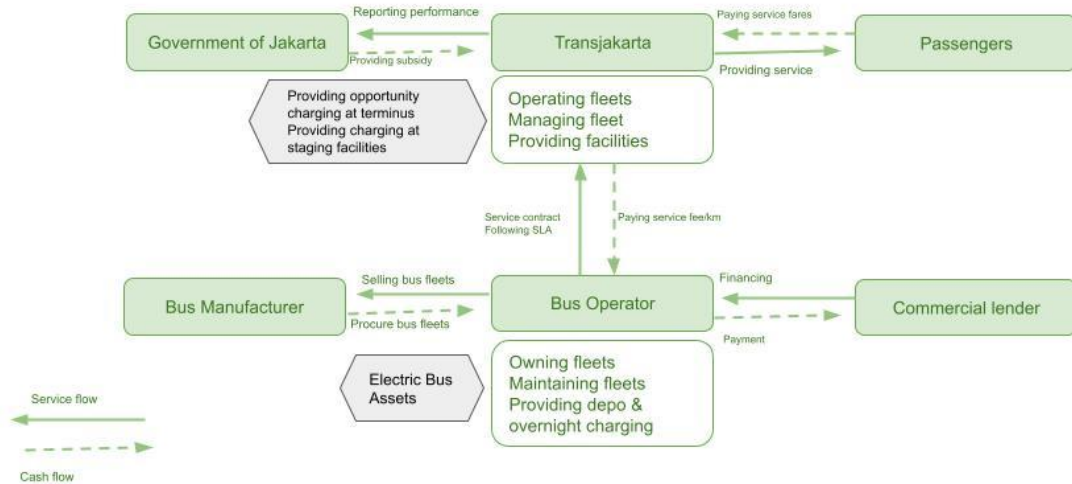 Reporting performance
Paying service fares
Government of Jakarta
Transjakarta
Passengers
Providing subsidy
Providing service
Providing opportunity
charging at terminus
Providing charging at
staging facilities
Operating fleets
Managing fleet
Providing facilities
Service contract
Following SLA
Paying service fee/km
Selling bus fleets
Financing
Bus Manufacturer
Bus Operator
Commercial lender
Procure bus fleets
Payment
Electric Bus
Assets
Owning fleets
Maintaining fleets
Providing depo &
overnight charging
Service flow
Cash flow